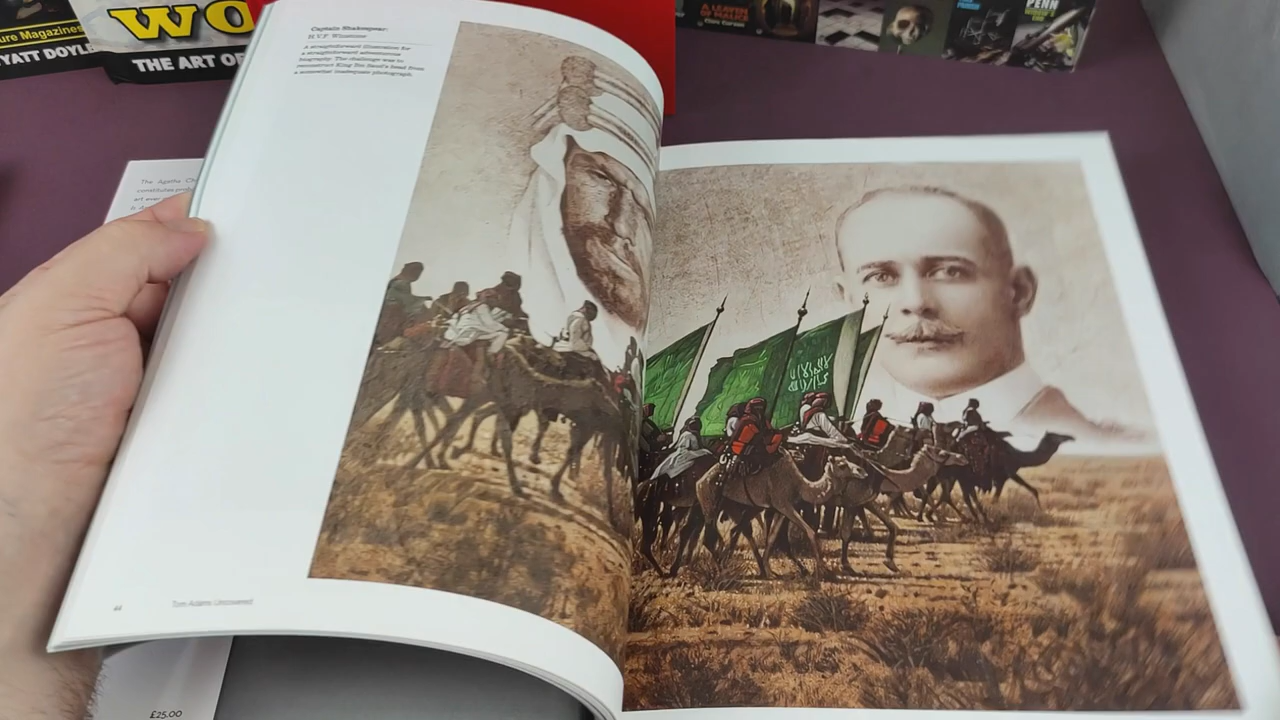 ure Magazines
YATT DOYLE
WO
THE ART OF
A LEAVEN
OF MALICE
PENN
The Agatha Ch
art ever
Captain Shakespear:
H.V.F. Winstone
A straightforward illustration for
a straightforward adventurous
biography. The challenge was to
reconstruct King Ibn Saud's head from
a somewhat inadequate photograph.
44
Tom Adams Uncovered
£25.00